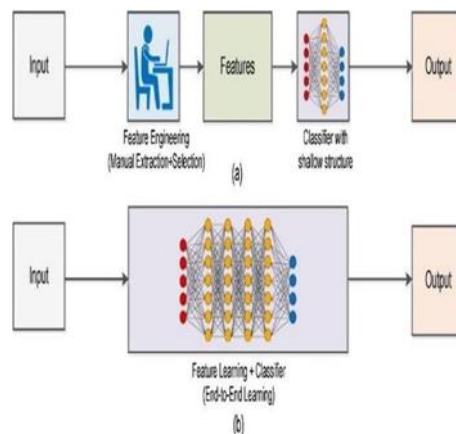 Input
Features
Output
Feature Engineering
(Manual Extraction+Selection)
Classifier with
shallow structure
(a)
Input
Output
Feature Learning + Classifier
(End-to-End Learning)
(b)